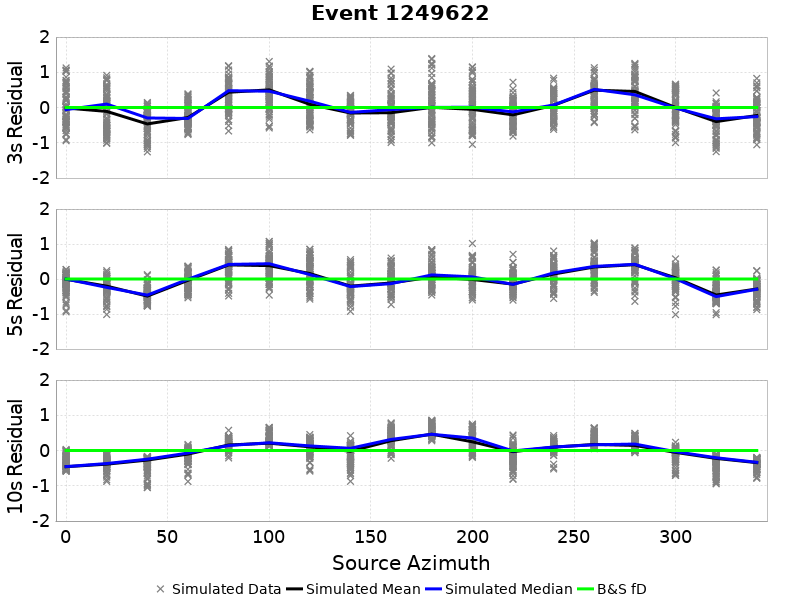 Event 1249622
3s Residual
2
1
0
-1
-2
5s Residual
2
1
0
-1
-2
10s Residual
2
1
0
-1
-2
0 50 100 150 200 250 300
Source Azimuth
Simulated Data Simulated Mean Simulated Median B&S fD